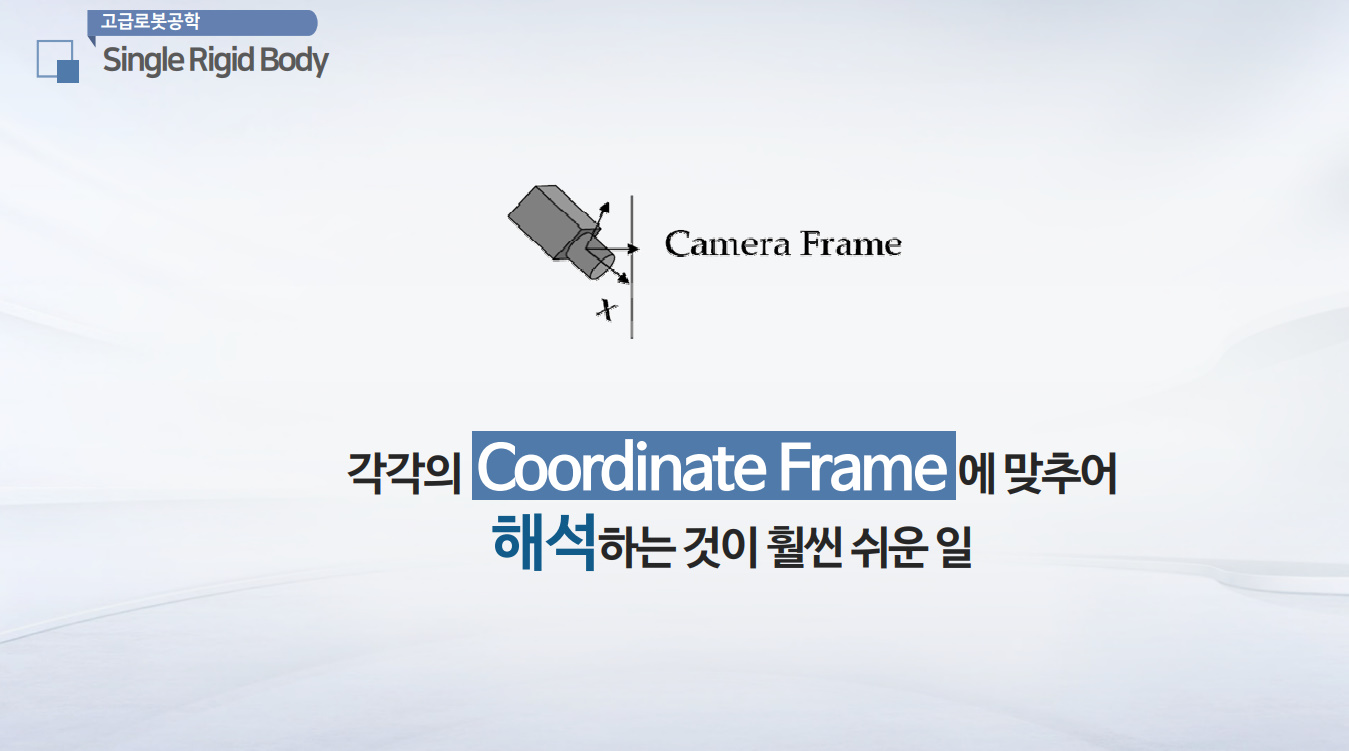 고급로봇공학
Single Rigid Body
Camera Frame
x
각각의 Coordinate Frame에 맞추어
해석하는 것이 훨씬 쉬운 일